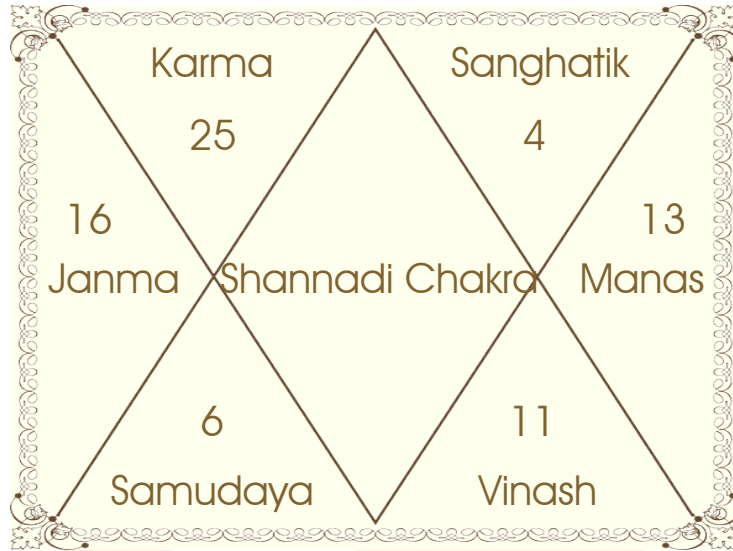 Karma
25
Sanghatik
4
16
Janma
Shannadi Chakra
13
Manas
6
Samudaya
11
Vinash